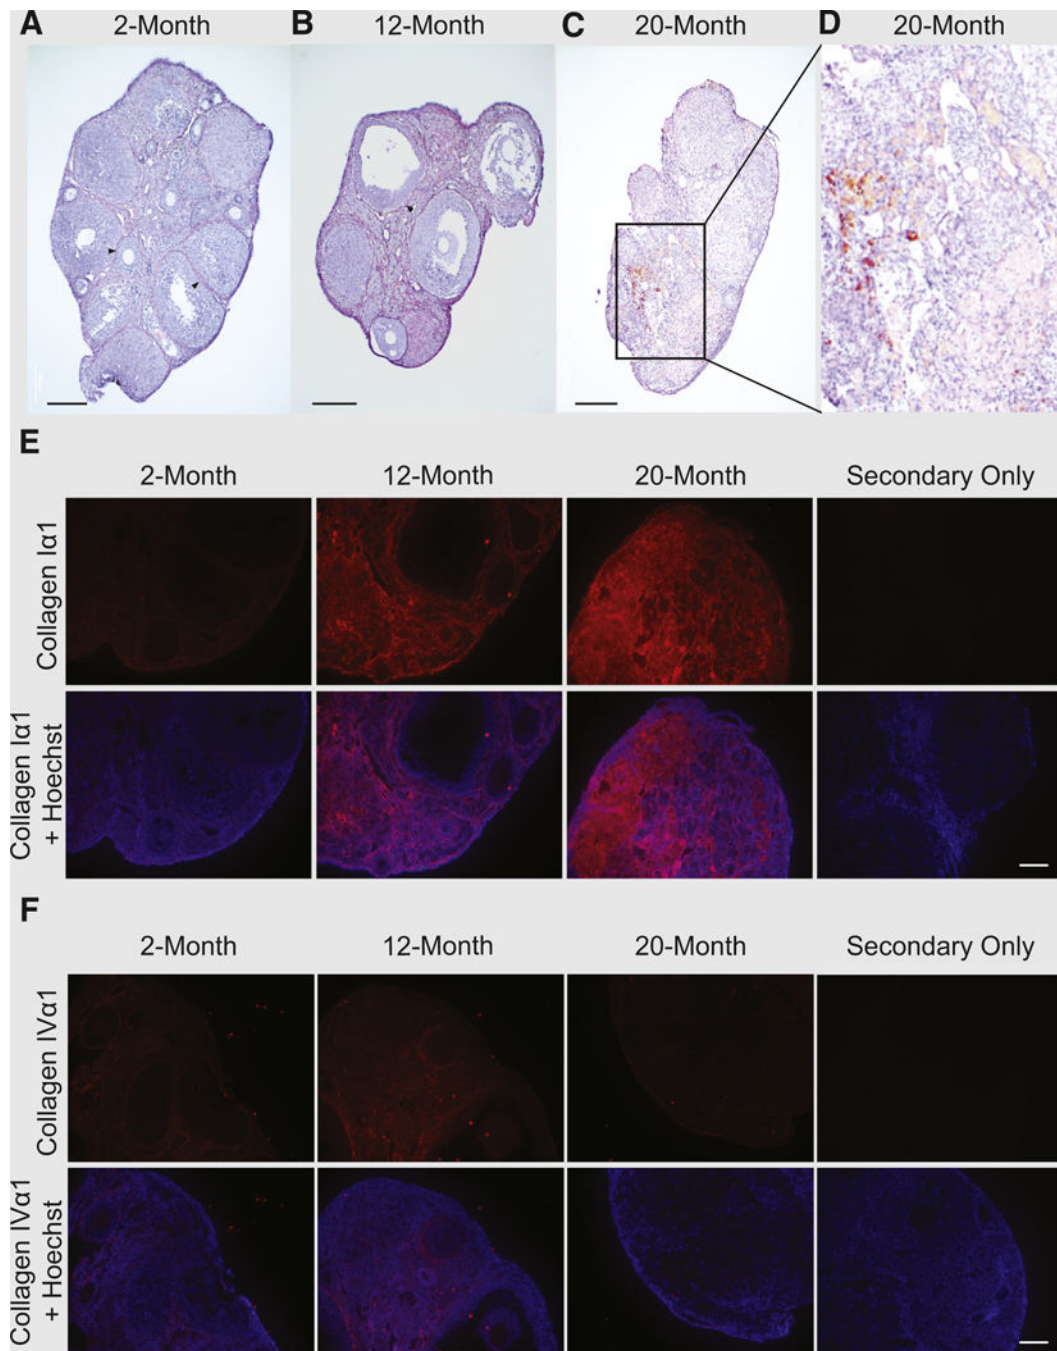 A 2-Month B 12-Month C 20-Month D 20-Month
E
2-Month 12-Month 20-Month Secondary Only
Collagen Iα1
Collagen Iα1
+ Hoechst
F
2-Month 12-Month 20-Month Secondary Only
Collagen IVα1
Collagen IVα1
+ Hoechst